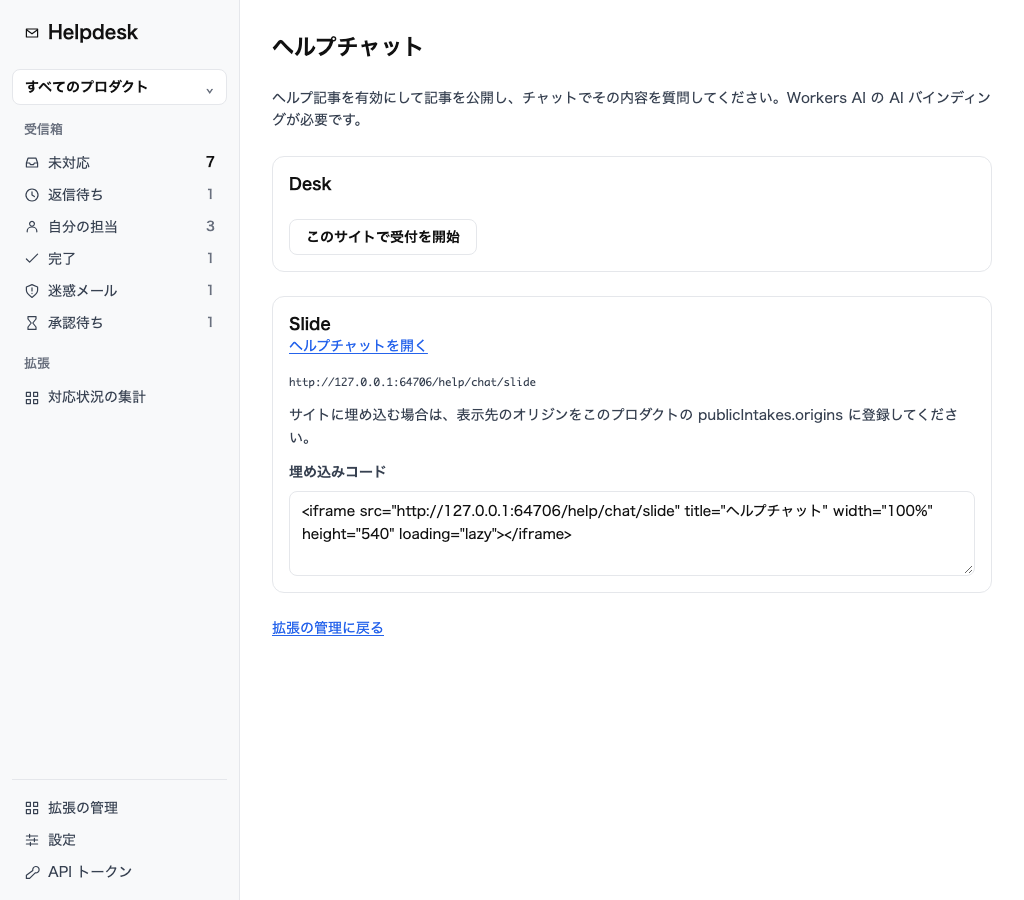 Helpdesk
すべてのプロダクト
受信箱
未対応 7
返信待ち 1
自分の担当 3
完了 1
迷惑メール 1
承認待ち 1
拡張
対応状況の集計
拡張の管理
設定
API トークン
ヘルプチャット
ヘルプ記事を有効にして記事を公開し、チャットでその内容を質問してください。Workers AI の AI バインディン
グが必要です。
Desk
このサイトで受付を開始
Slide
ヘルプチャットを開く
http://127.0.0.1:64706/help/chat/slide
サイトに埋め込む場合は、表示先のオリジンをこのプロダクトの publicIntakes.origins に登録してくださ
い。
埋め込みコード
<iframe src="http://127.0.0.1:64706/help/chat/slide" title="ヘルプチャット" width="100%"
height="540" loading="lazy"></iframe>
拡張の管理に戻る